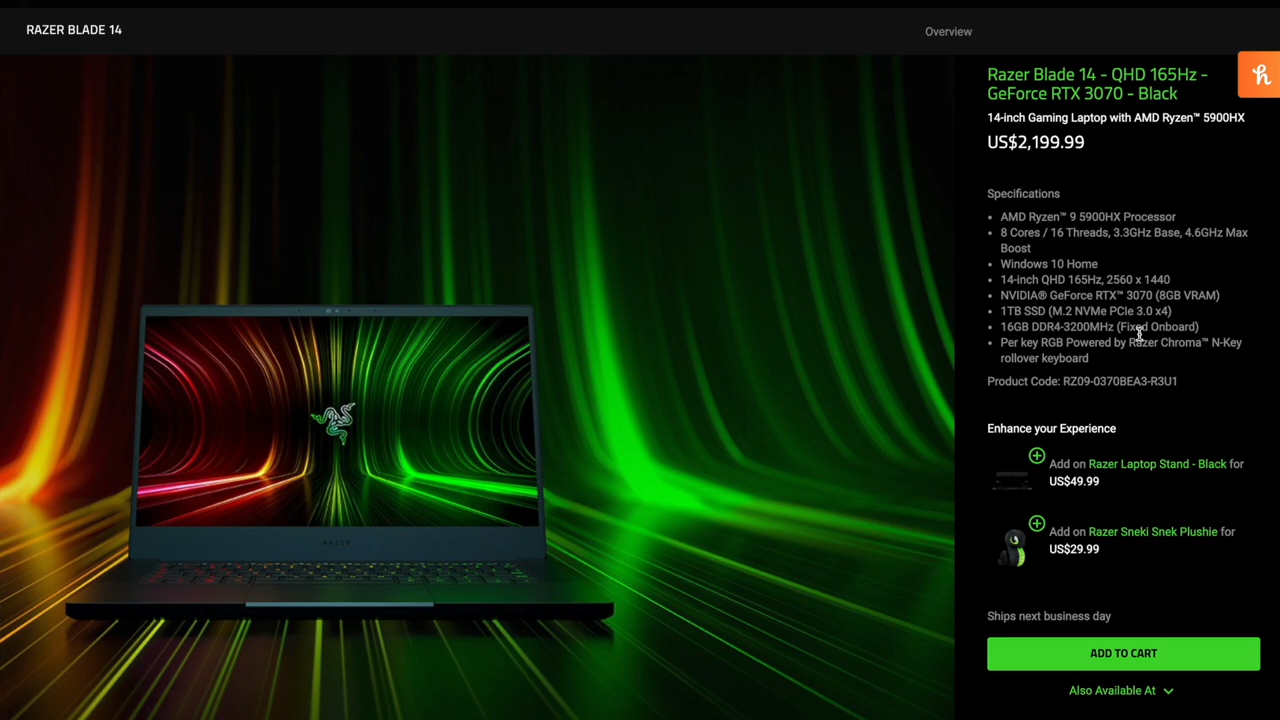 RAZER BLADE 14
Overview
Razer Blade 14 - QHD 165Hz -
GeForce RTX 3070 - Black
14-inch Gaming Laptop with AMD Ryzen™ 5900HX
US$2,199.99
Specifications
• AMD Ryzen™ 9 5900HX Processor
• 8 Cores / 16 Threads, 3.3GHz Base, 4.6GHz Max
Boost
• Windows 10 Home
• 14-inch QHD 165Hz, 2560 x 1440
• NVIDIA® GeForce RTX™ 3070 (8GB VRAM)
• 1TB SSD (M.2 NVMe PCIe 3.0 x4)
• 16GB DDR4-3200MHz (Fixed Onboard)
• Per key RGB Powered by Razer Chroma™ N-Key
rollover keyboard
Product Code: RZ09-0370BEA3-R3U1
Enhance your Experience
Add on Razer Laptop Stand - Black for
US$49.99
Add on Razer Sneki Snek Plushie for
US$29.99
Ships next business day
ADD TO CART
Also Available At
RAZER